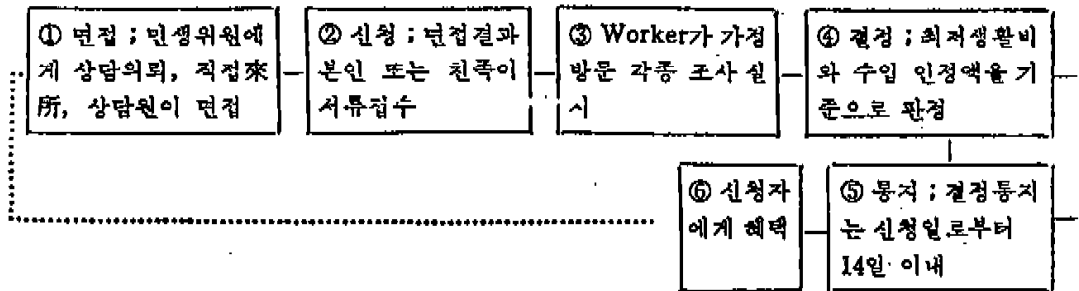 ① 면접 ; 민생위원에
게 상담의뢰, 직접來
所, 상담원이 면접
② 신청 ; 면접결과
본인 또는 친족이
서류접수
③ Worker가 가정
방문 각종 조사 실
시
④ 결정 ; 최저생활비
와 수입 인정액을 기
준으로 판정
⑤ 통지 ; 결정통지
는 신청일로부터
14일 이내
⑥ 신청자
에게 혜택